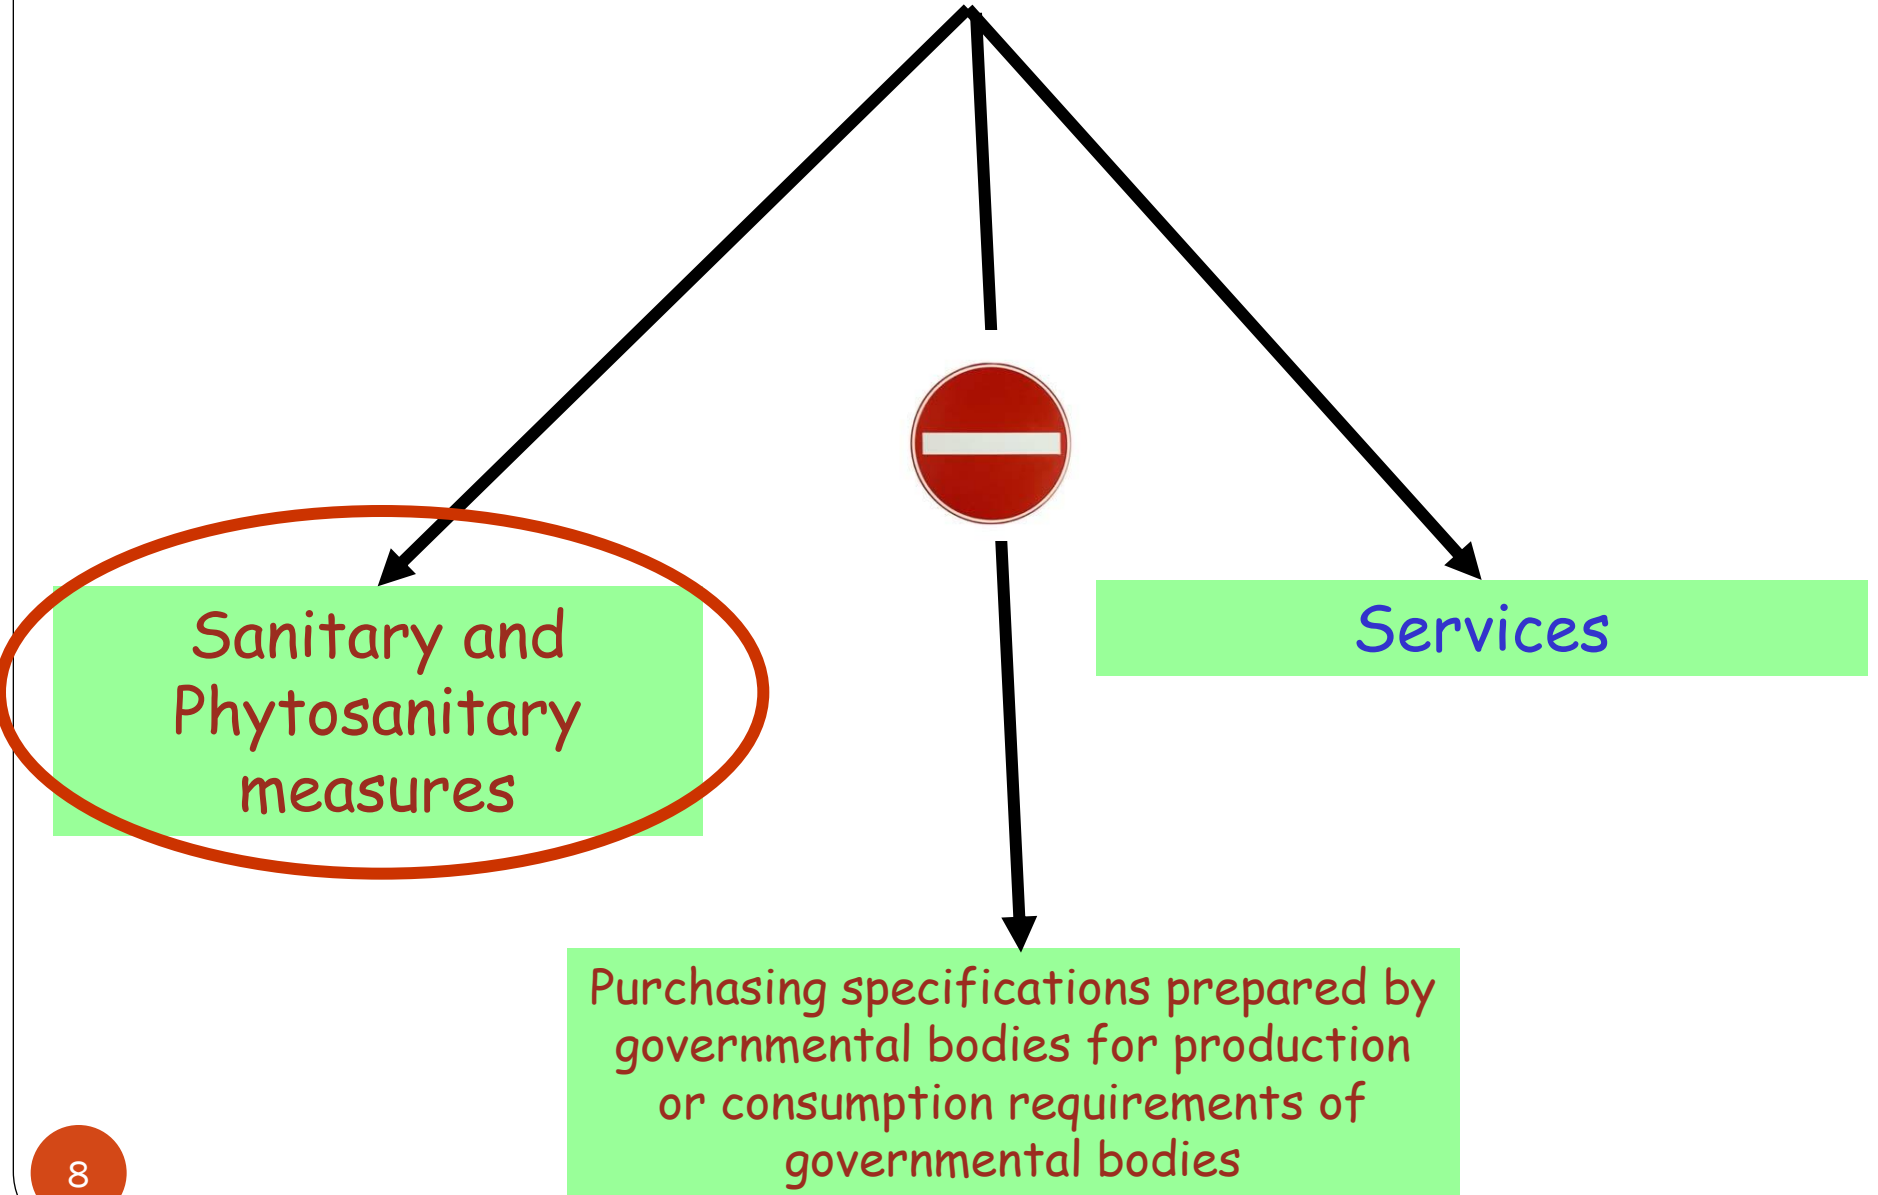 Sanitary and
Phytosanitary
measures
Services
Purchasing specifications prepared by
governmental bodies for production
or consumption requirements of
governmental bodies
8